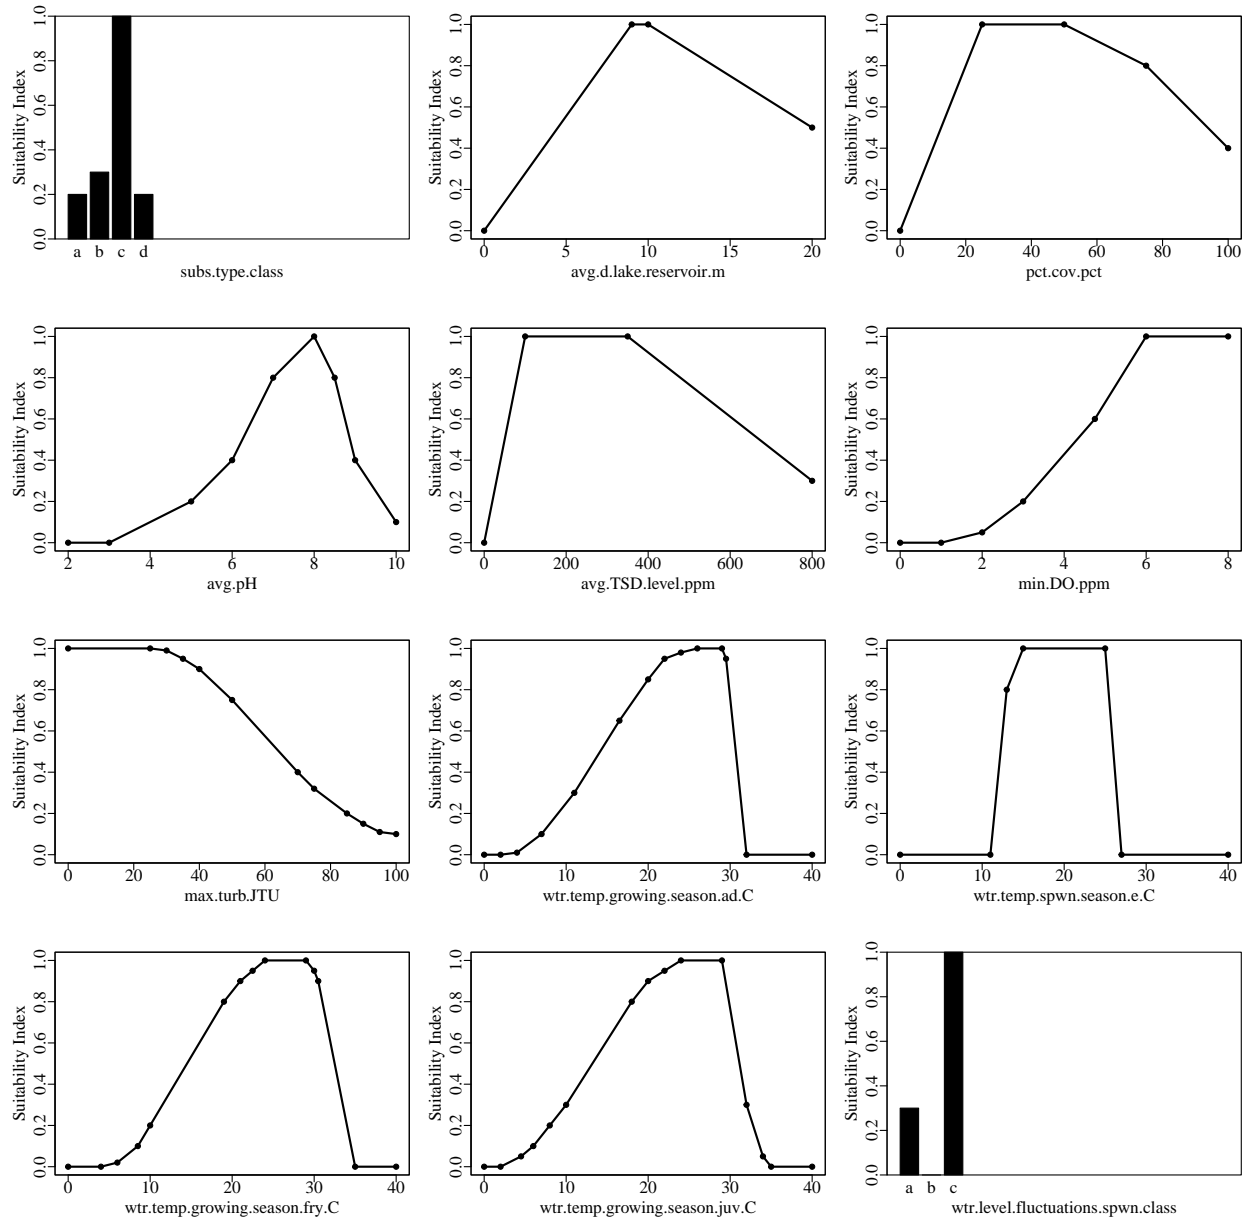 Suitability Index
0.0 0.2 0.4 0.6 0.8 1.0
a b c d
subs.type.class
Suitability Index
0.0 0.2 0.4 0.6 0.8 1.0
0 5 10 15 20
avg.d.lake.reservoir.m
Suitability Index
0.0 0.2 0.4 0.6 0.8 1.0
0 20 40 60 80 100
pct.cov.pct
Suitability Index
0.0 0.2 0.4 0.6 0.8 1.0
2 4 6 8 10
avg.pH
Suitability Index
0.0 0.2 0.4 0.6 0.8 1.0
0 200 400 600 800
avg.TSD.level.ppm
Suitability Index
0.0 0.2 0.4 0.6 0.8 1.0
0 2 4 6 8
min.DO.ppm
Suitability Index
0.0 0.2 0.4 0.6 0.8 1.0
0 20 40 60 80 100
max.turb.JTU
Suitability Index
0.0 0.2 0.4 0.6 0.8 1.0
0 10 20 30 40
wtr.temp.growing.season.ad.C
Suitability Index
0.0 0.2 0.4 0.6 0.8 1.0
0 10 20 30 40
wtr.temp.spwn.season.e.C
Suitability Index
0.0 0.2 0.4 0.6 0.8 1.0
0 10 20 30 40
wtr.temp.growing.season.fry.C
Suitability Index
0.0 0.2 0.4 0.6 0.8 1.0
0 10 20 30 40
wtr.temp.growing.season.juv.C
Suitability Index
0.0 0.2 0.4 0.6 0.8 1.0
a b c
wtr.level.fluctuations.spwn.class